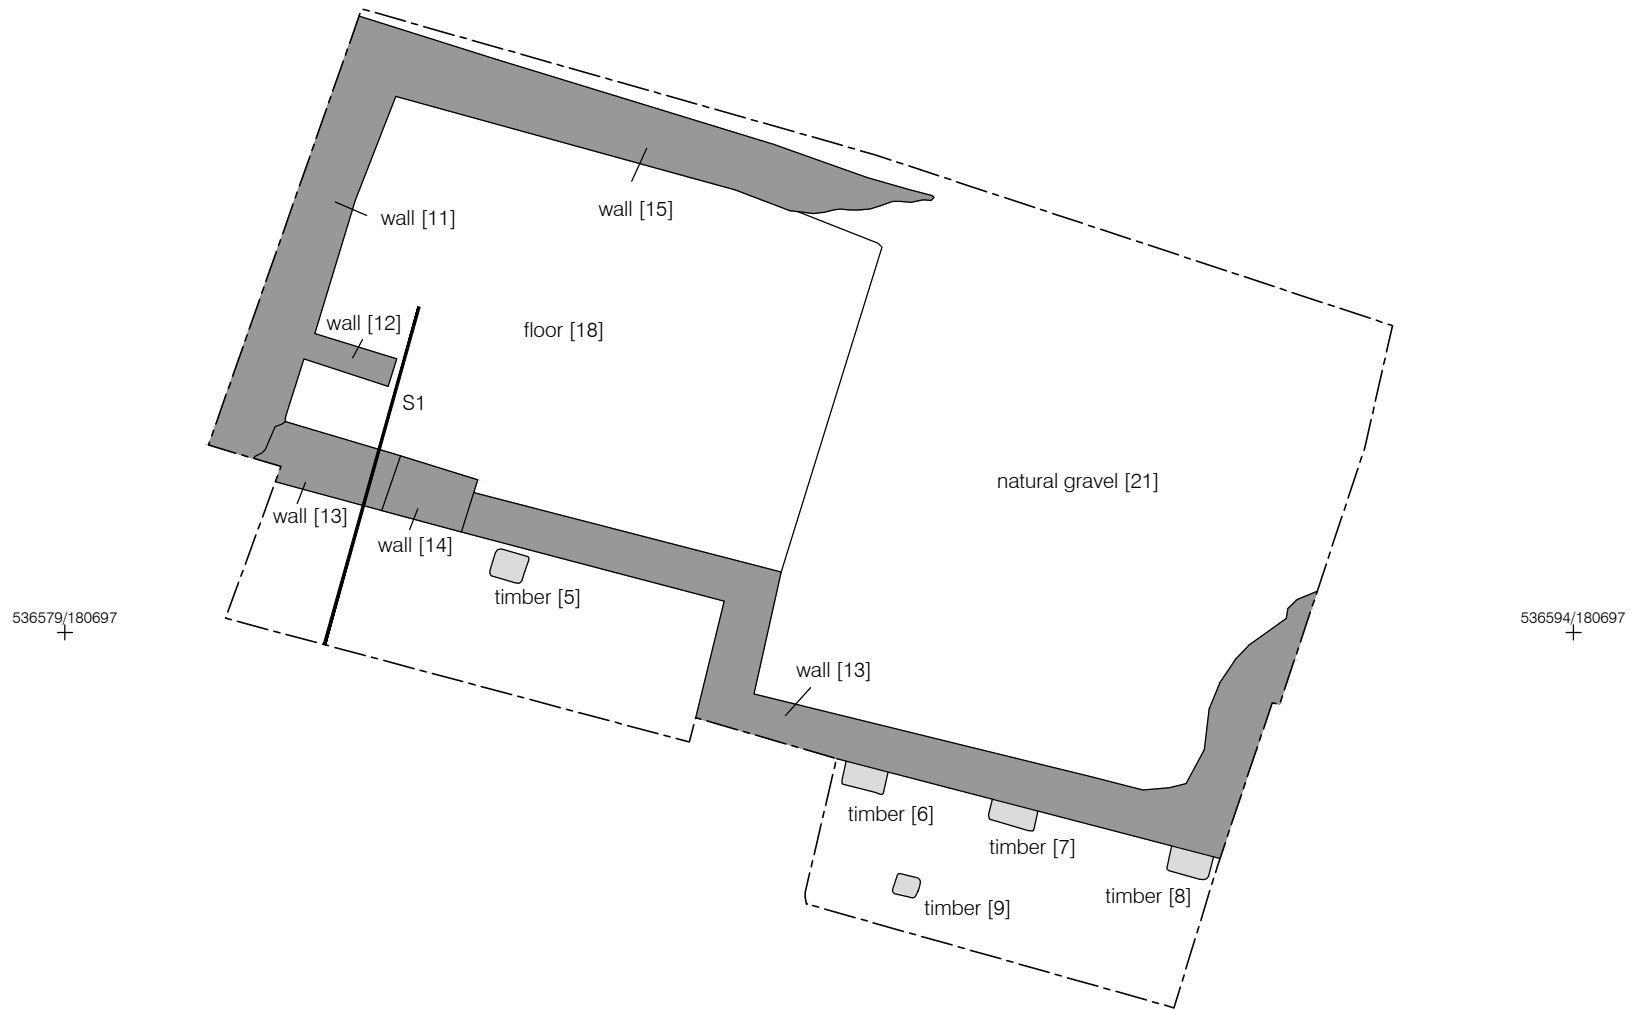 wall [15]
wall [11]
wall [12]
floor [18]
S1
natural gravel [21]
wall [13]
wall [14]
timber [5]
536579/180697
536594/180697
wall [13]
timber [6]
timber [7]
timber [8]
timber [9]